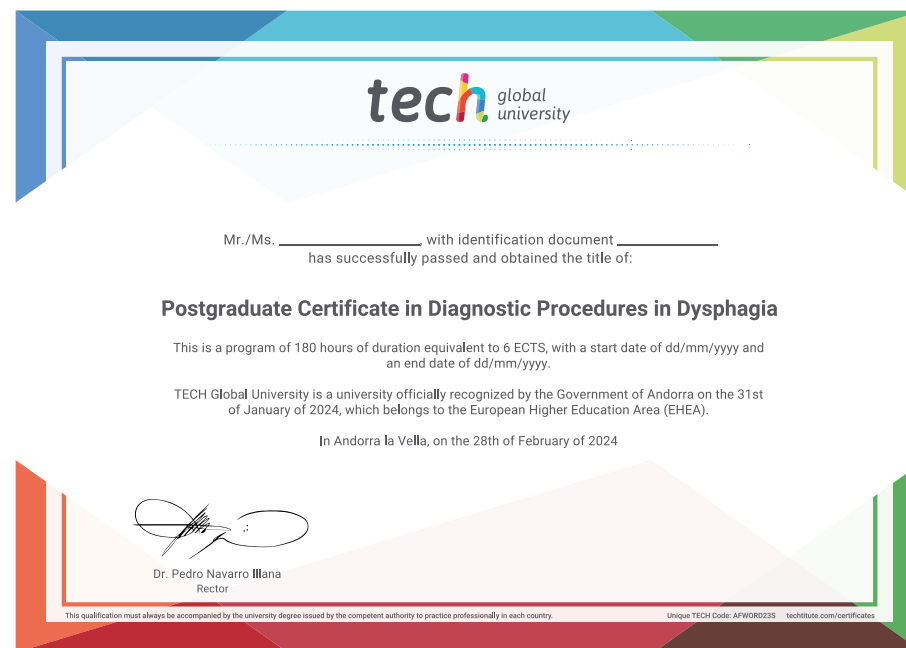 tech global
university
Mr./Ms. ____________, with identification document ____________
has successfully passed and obtained the title of:
Postgraduate Certificate in Diagnostic Procedures in Dysphagia
This is a program of 180 hours of duration equivalent to 6 ECTS, with a start date of dd/mm/yyyy and
an end date of dd/mm/yyyy.
TECH Global University is a university officially recognized by the Government of Andorra on the 31st
of January of 2024, which belongs to the European Higher Education Area (EHEA).
In Andorra la Vella, on the 28th of February of 2024
Dr. Pedro Navarro Illana
Rector
This qualification must always be accompanied by the university degree issued by the competent authority to practice professionally in each country.
Unique TECH Code: AFWORD23S techtitute.com/certificates